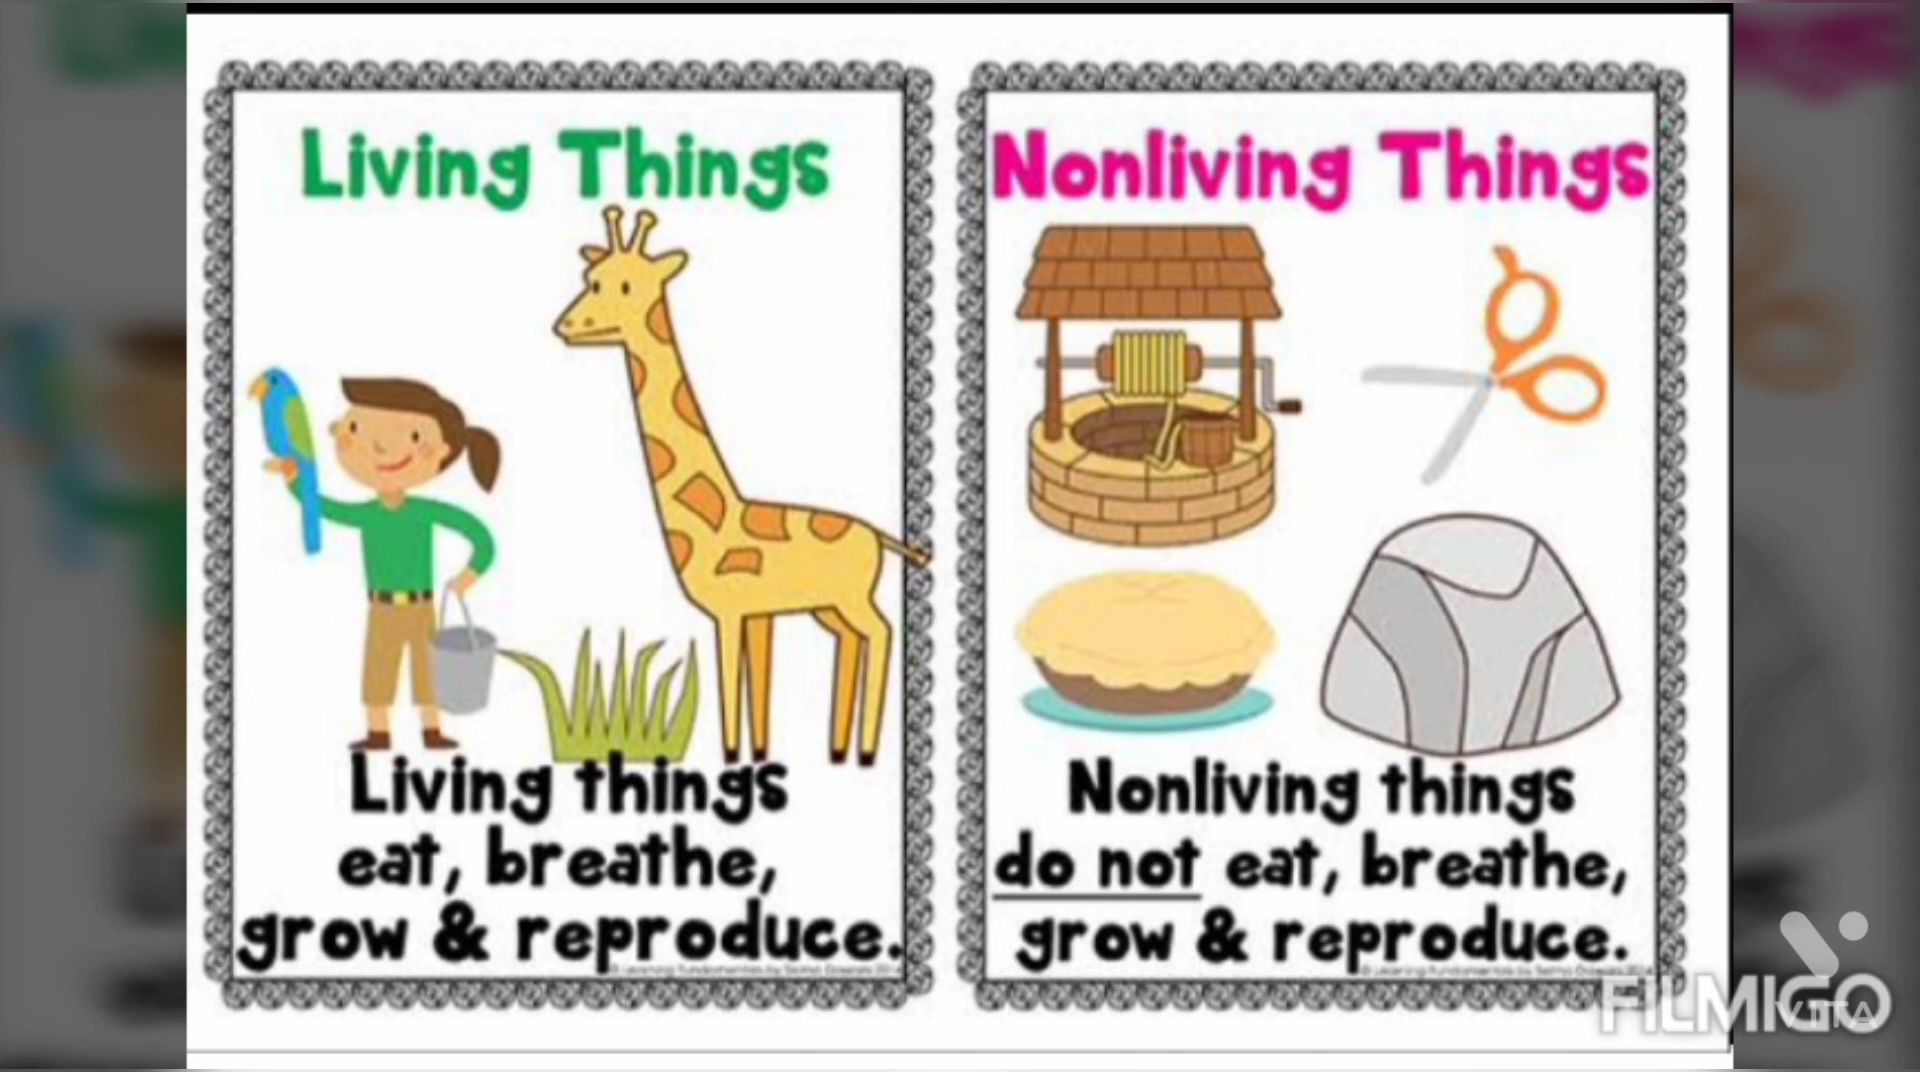 Living Things
Living things
eat, breathe,
grow & reproduce.
Nonliving Things
Nonliving things
do not eat, breathe,
grow & reproduce.
FILMIGO
VITA